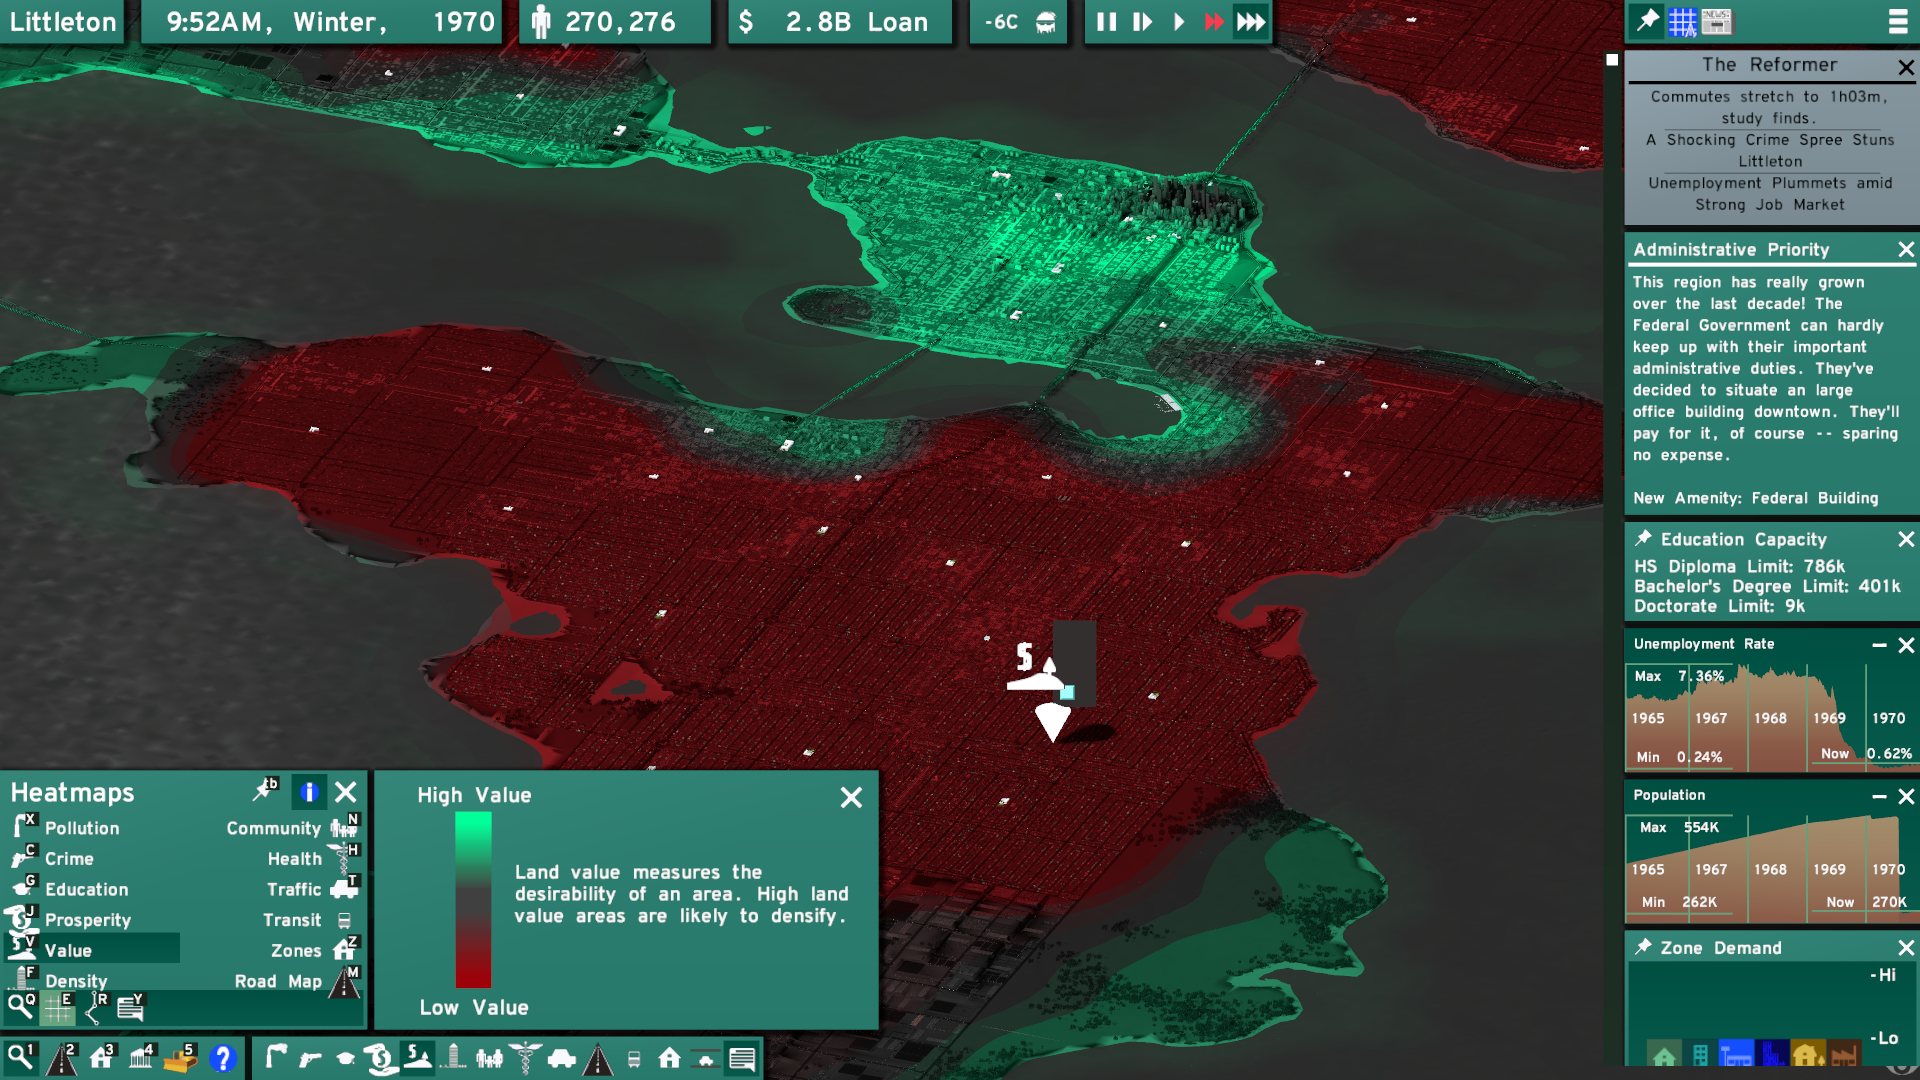 Littleton
9:52AM, Winter, 1970
270,276
$ 2.8B Loan
-6C
NEWS
The Reformer
Commutes stretch to 1h03m,
study finds.
A Shocking Crime Spree Stuns
Littleton
Unemployment Plummets amid
Strong Job Market
Administrative Priority
This region has really grown
over the last decade! The
Federal Government can hardly
keep up with their important
administrative duties. They've
decided to situate an large
office building downtown. They'll
pay for it, of course -- sparing
no expense.
New Amenity: Federal Building
Education Capacity
HS Diploma Limit: 786k
Bachelor's Degree Limit: 401k
Doctorate Limit: 9k
Unemployment Rate
Max 7.36%
1965 1967 1968 1969 1970
Min 0.24% Now 0.62%
Population
Max 554K
1965 1967 1968 1969 1970
Min 262K Now 270K
Zone Demand
-Hi
-Lo
$
Heatmaps
tb
i
X Pollution
Community N
C Crime
Health H
G Education
Traffic T
J Prosperity
Transit
V Value
Zones Z
F Density
Road Map M
Q E R Y
High Value
Land value measures the
desirability of an area. High land
value areas are likely to densify.
Low Value
1 2 3 4 5 ?